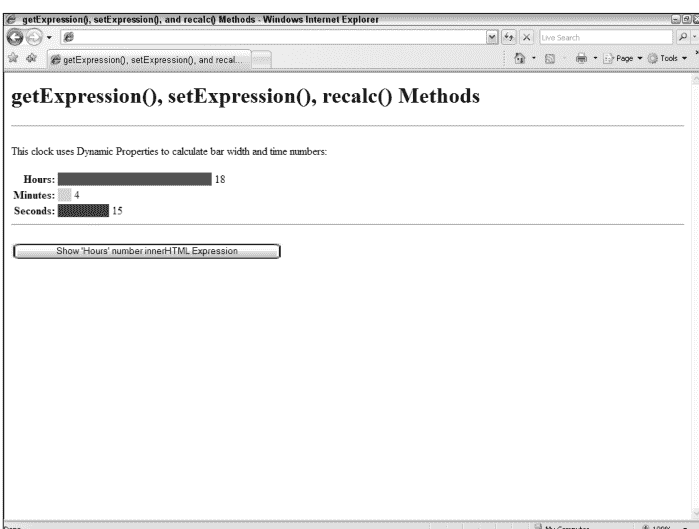 getExpression(), setExpression(), and recalc() Methods - Windows Internet Explorer
Live Search
getExpression(), setExpression(), and recal...
Page
Tools
getExpression(), setExpression(), recalc() Methods
This clock uses Dynamic Properties to calculate bar width and time numbers:
Hours: 18
Minutes: 4
Seconds: 15
Show 'Hours' number innerHTML Expression
My Computer
100%